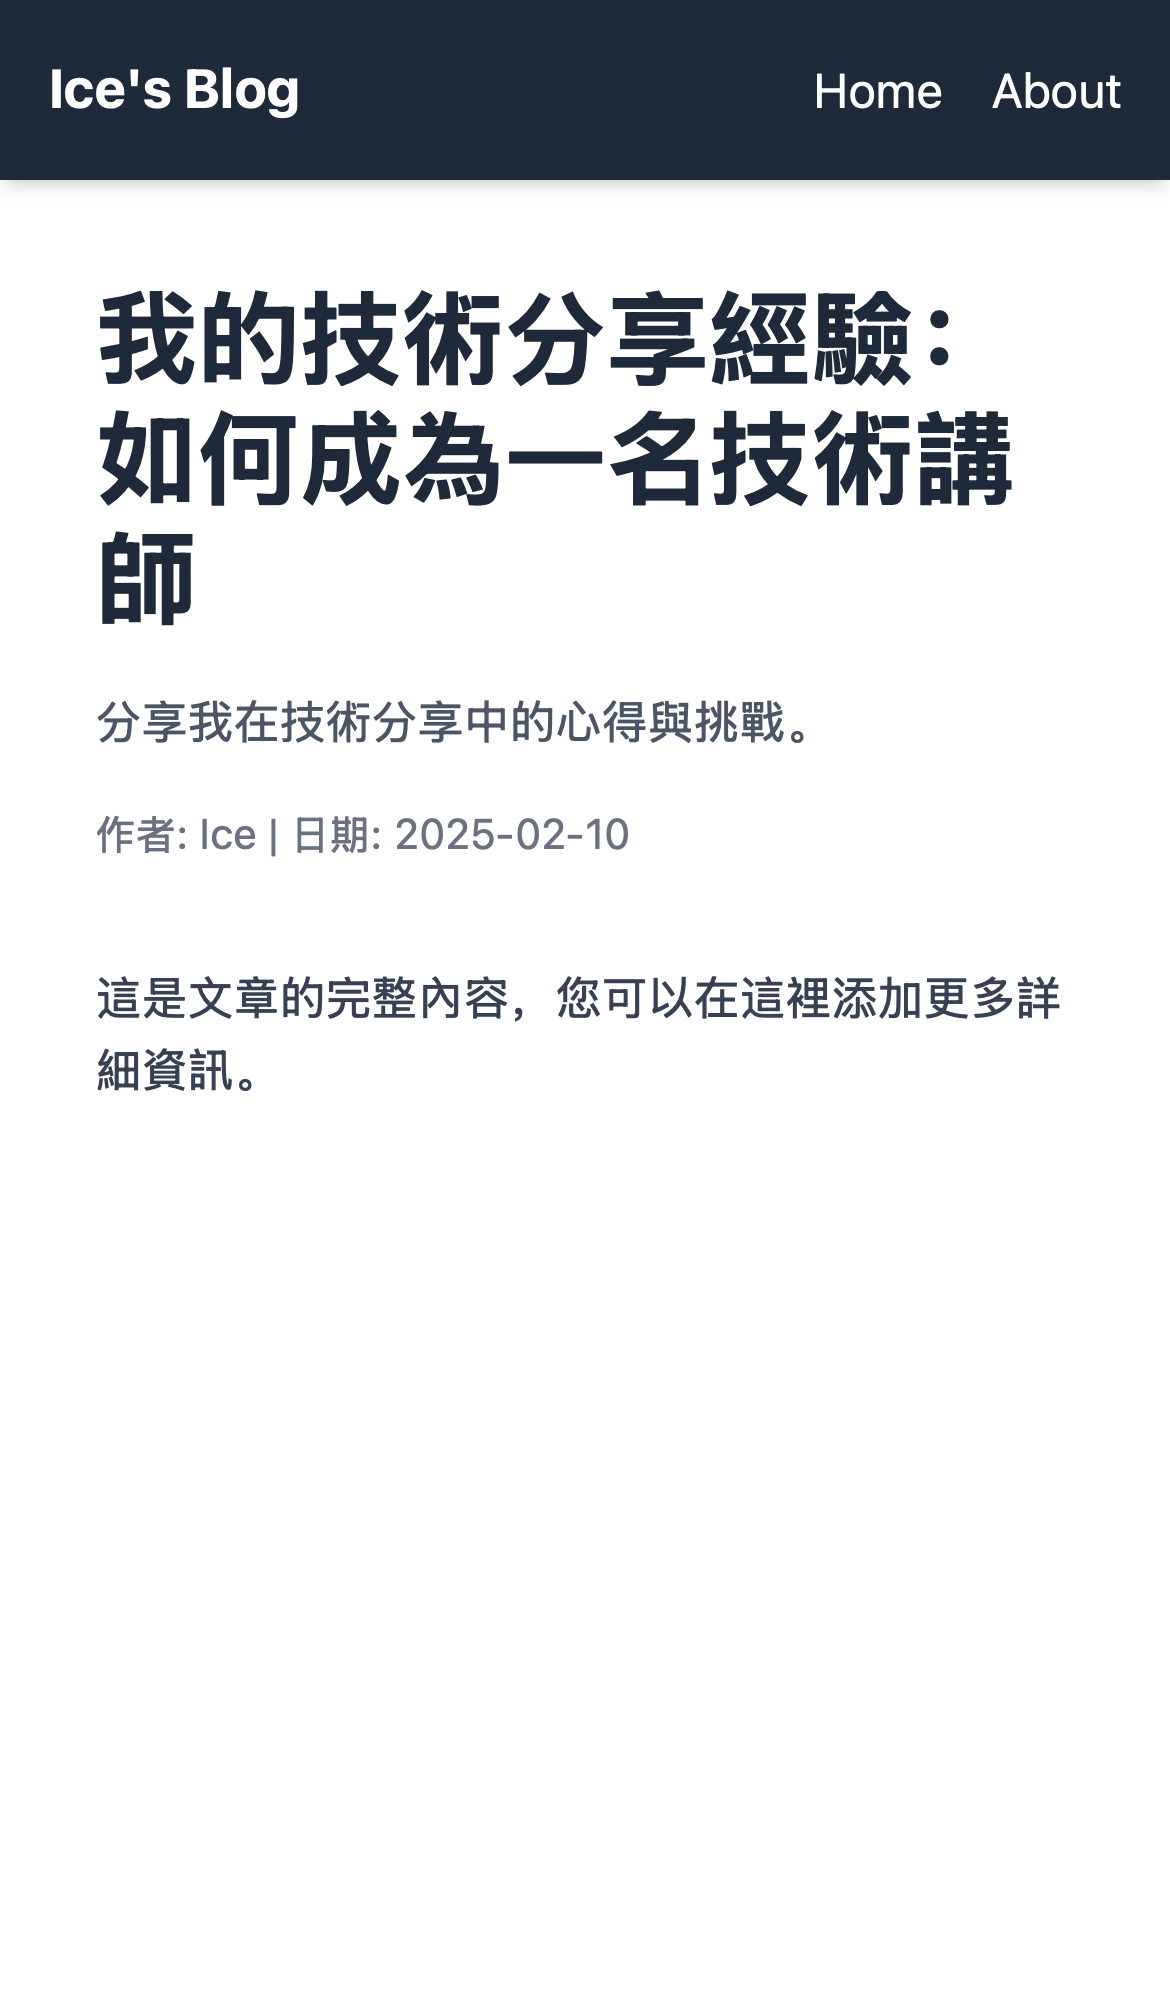 Ice's Blog
Home About
我的技術分享經驗：
如何成為一名技術講
師
分享我在技術分享中的心得與挑戰。
作者: Ice | 日期: 2025-02-10
這是文章的完整內容，您可以在這裡添加更多詳
細資訊。